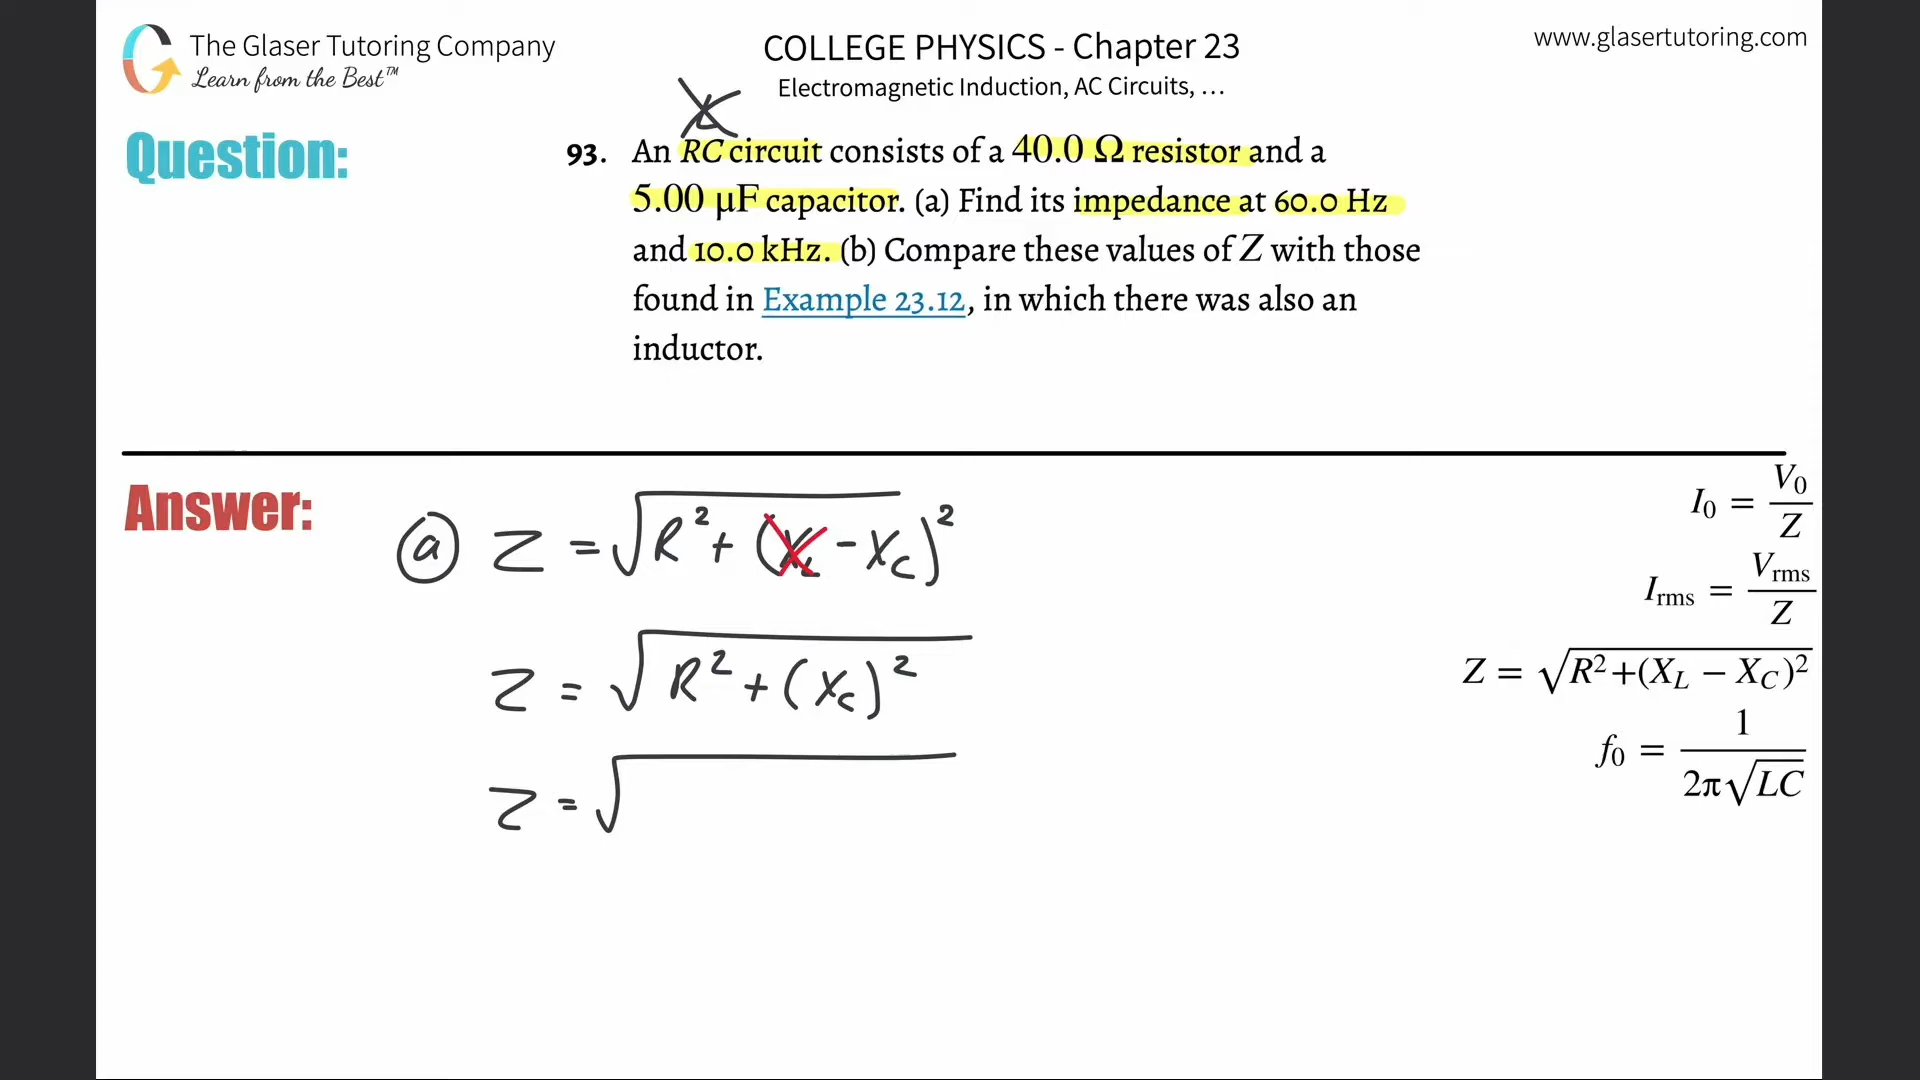 The Glaser Tutoring Company
Learn from the Best™
COLLEGE PHYSICS - Chapter 23
Electromagnetic Induction, AC Circuits, ...
www.glasertutoring.com
Question:
93. An RC circuit consists of a 40.0 Ω resistor and a
5.00 μF capacitor. (a) Find its impedance at 60.0 Hz
and 10.0 kHz. (b) Compare these values of Z with those
found in Example 23.12, in which there was also an
inductor.
Answer:
(a) Z = √R² + (X_L - X_C)²
Z = √R² + (X_C)²
Z = √
I₀ = V₀/Z
I_rms = V_rms/Z
Z = √R²+(X_L − X_C)²
f₀ = 1/2π√LC